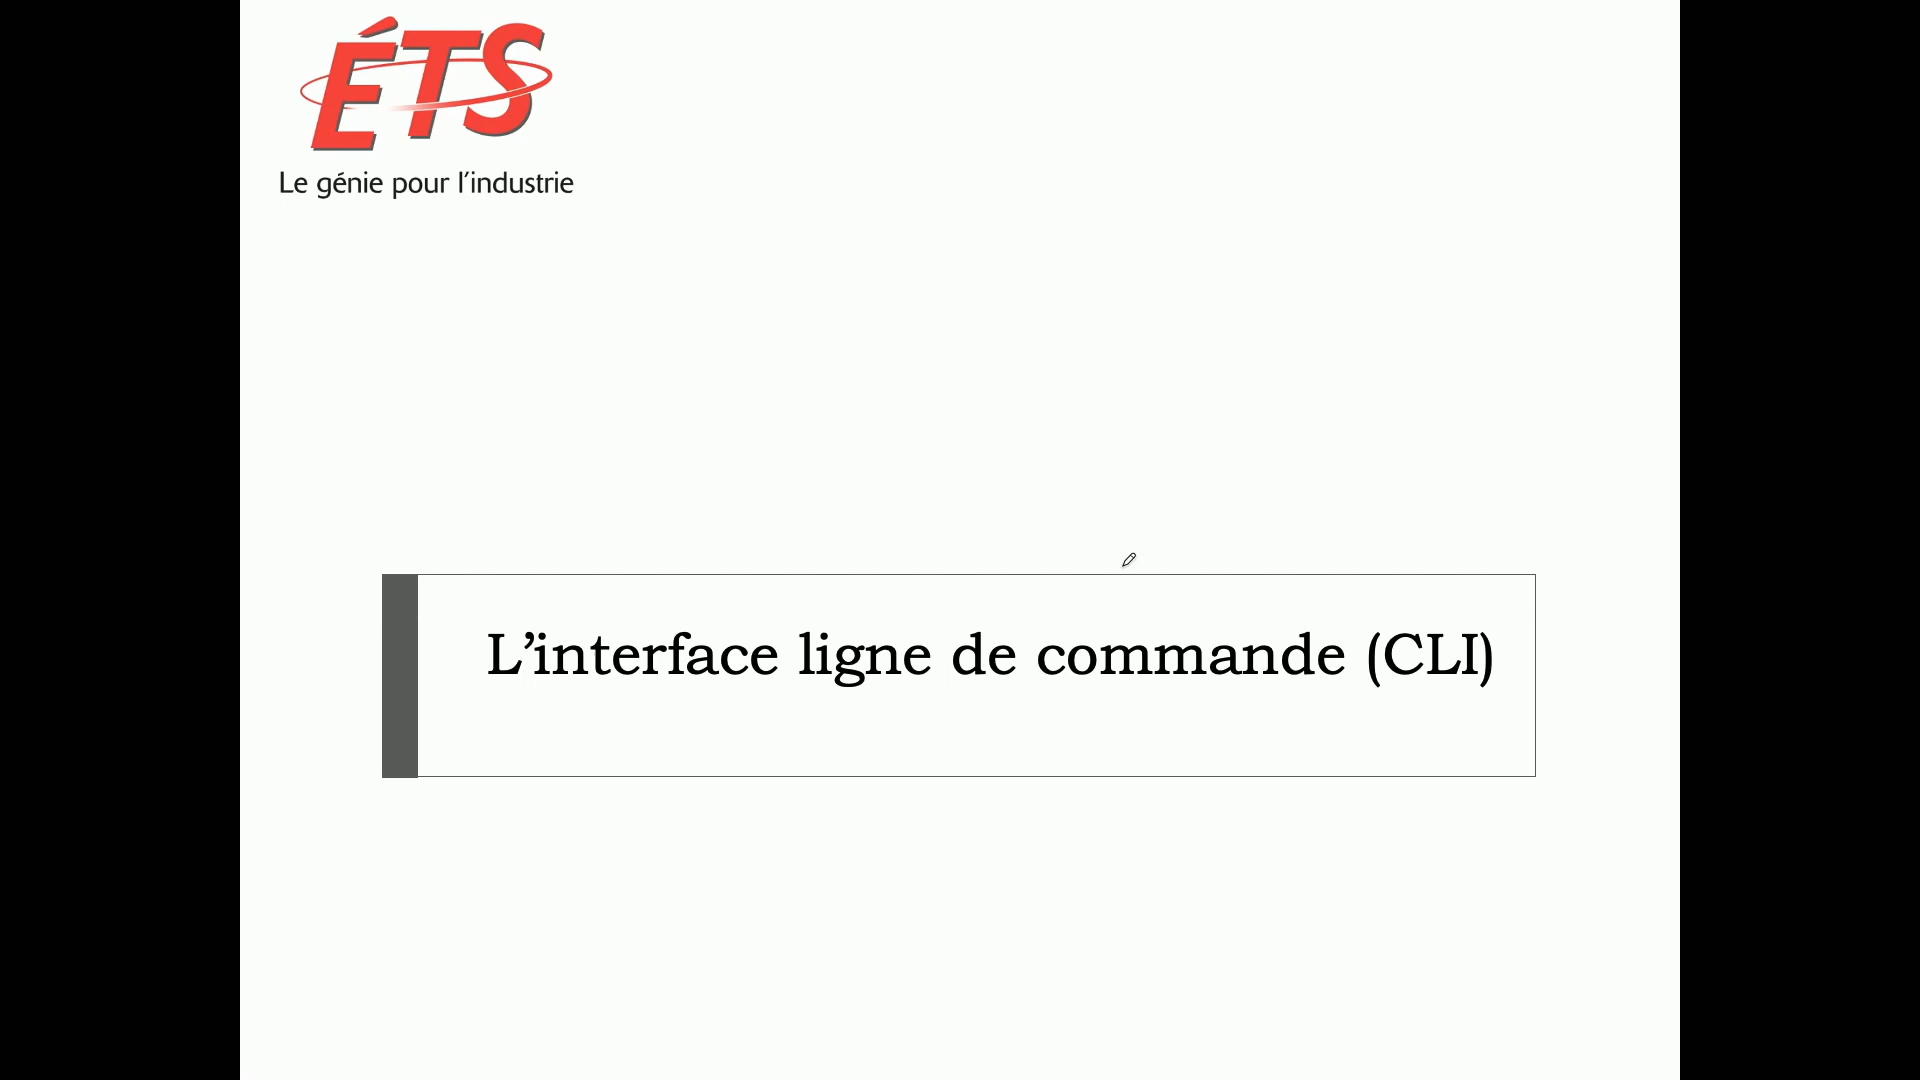 ÉTS
Le génie pour l'industrie
L’interface ligne de commande (CLI)